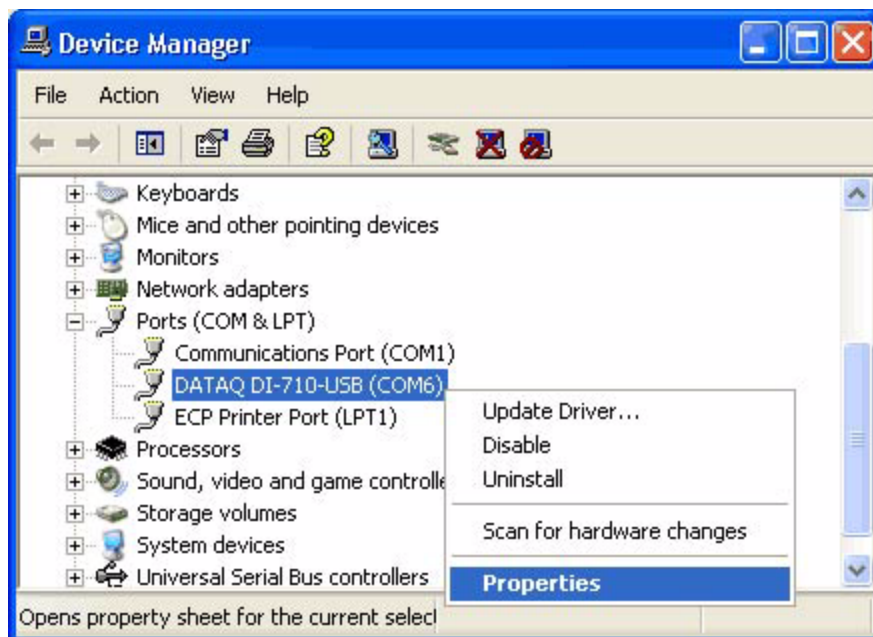 Device Manager
File Action View Help
Keyboards
Mice and other pointing devices
Monitors
Network adapters
Ports (COM & LPT)
Communications Port (COM1)
DATAQ DI-710-USB (COM6)
ECP Printer Port (LPT1)
Processors
Sound, video and game controlle
Storage volumes
System devices
Universal Serial Bus controllers
Update Driver...
Disable
Uninstall
Scan for hardware changes
Properties
Opens property sheet for the current select